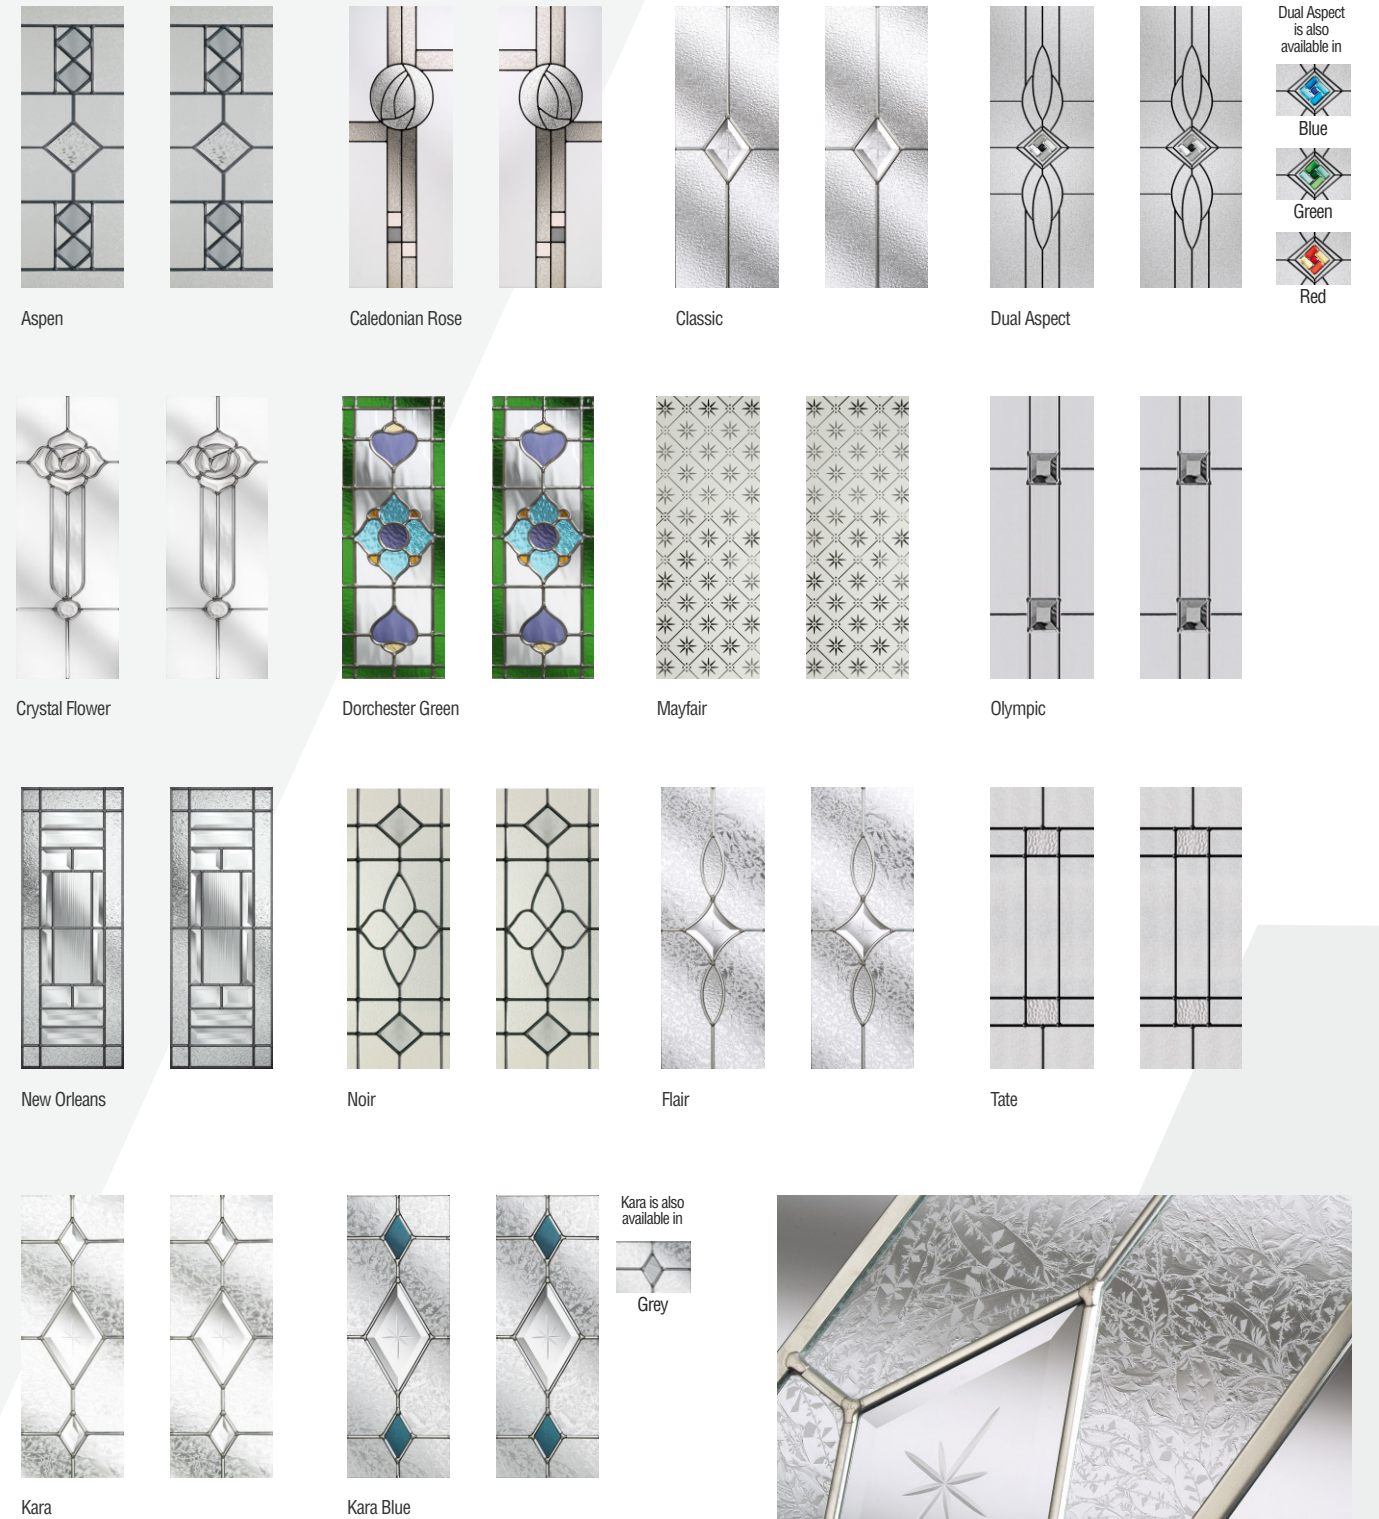 Dual Aspect
is also
available in
Blue
Green
Red
Aspen
Caledonian Rose
Classic
Dual Aspect
Crystal Flower
Dorchester Green
Mayfair
Olympic
New Orleans
Noir
Flair
Tate
Kara is also
available in
Grey
Kara
Kara Blue